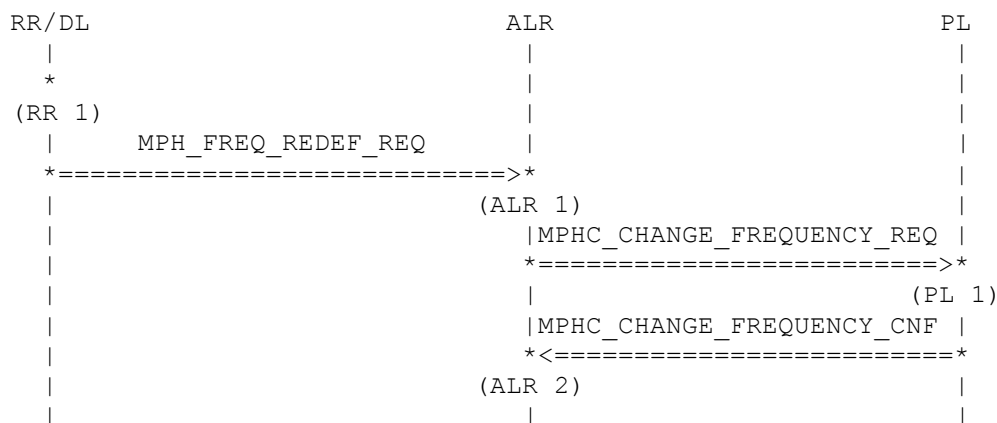 RR/DL ALR PL
(RR 1)
MPH_FREQ_REDEF_REQ
(ALR 1)
MPHC_CHANGE_FREQUENCY_REQ
(PL 1)
MPHC_CHANGE_FREQUENCY_CNF
(ALR 2)